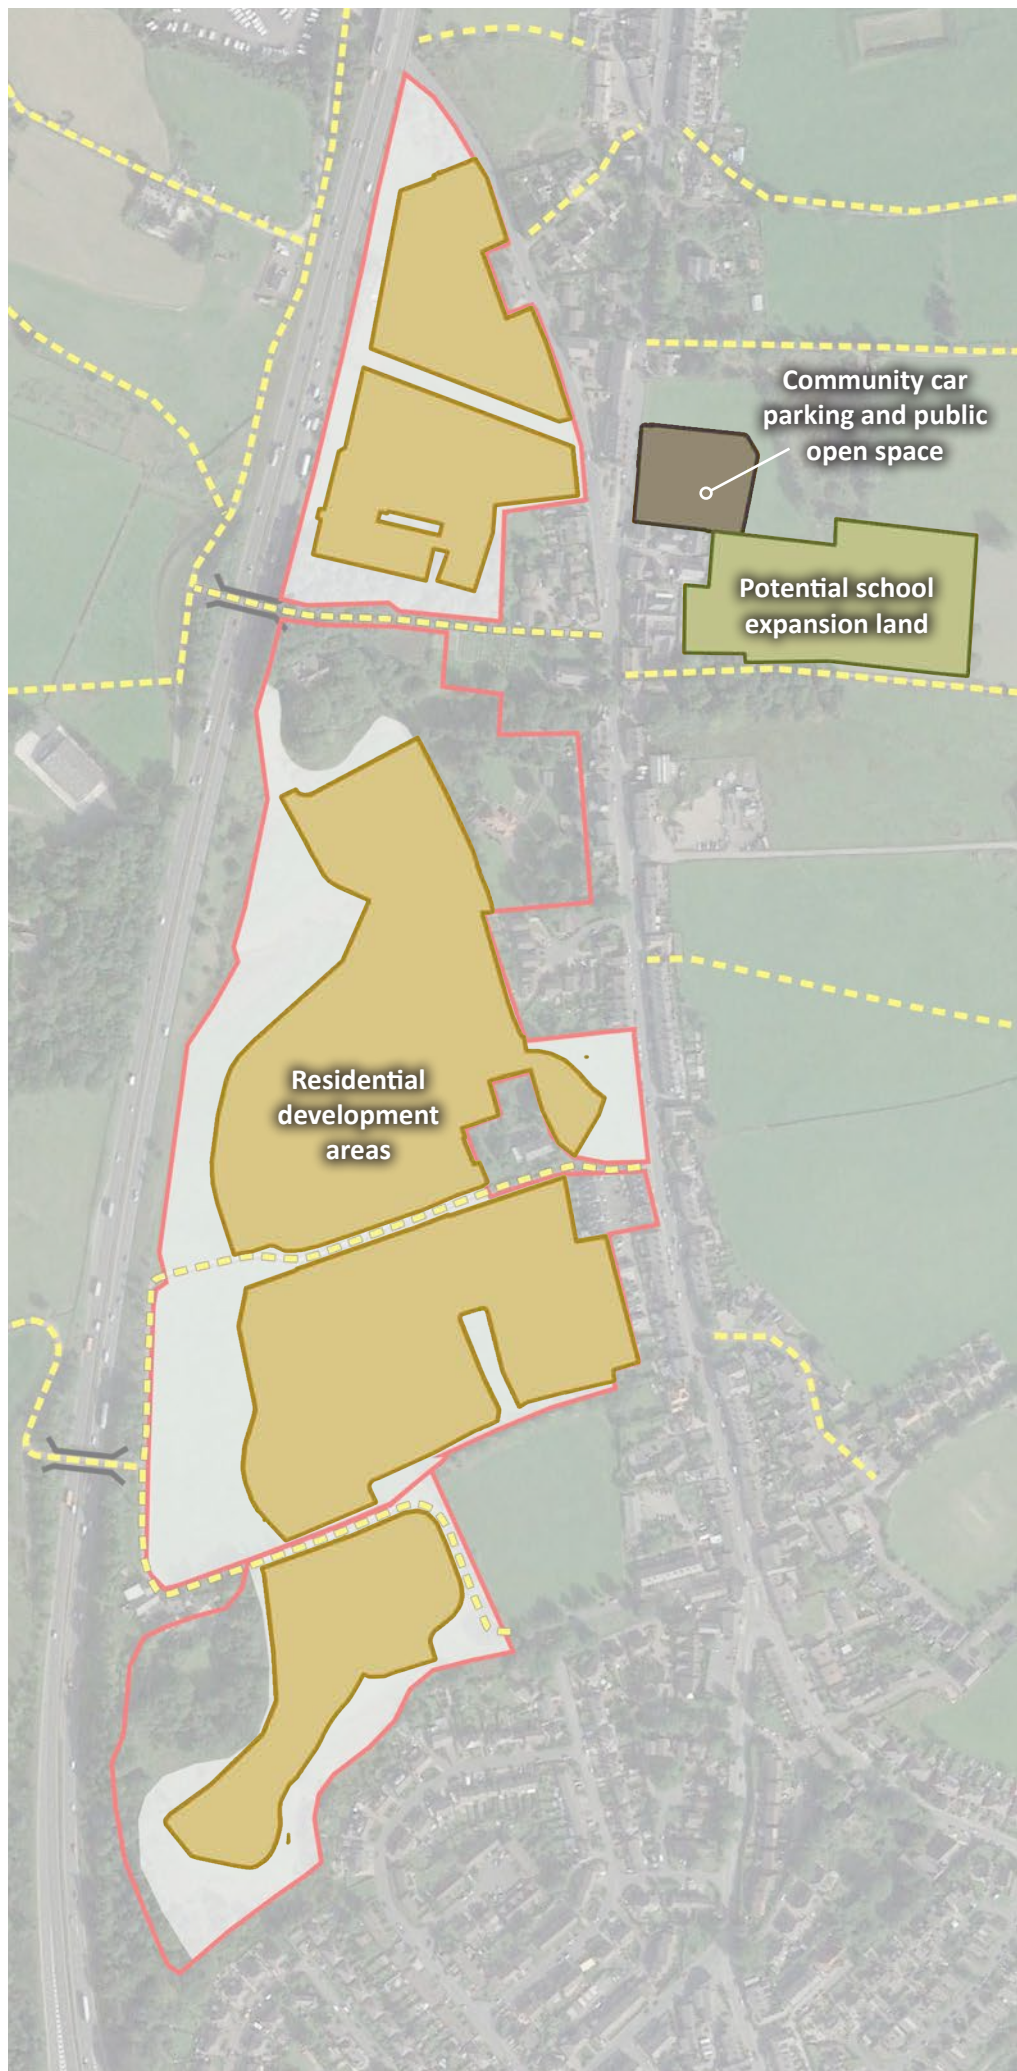 Community car
parking and public
open space
Potential school
expansion land
Residential
development
areas